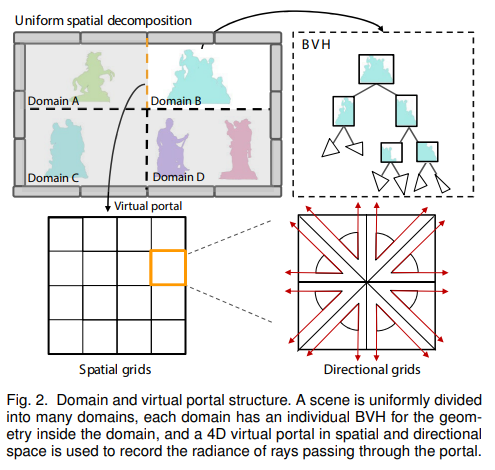 Uniform spatial decomposition
BVH
Domain A
Domain B
Domain C
Domain D
Virtual portal
Spatial grids
Directional grids
Fig. 2. Domain and virtual portal structure. A scene is uniformly divided
into many domains, each domain has an individual BVH for the geom-
etry inside the domain, and a 4D virtual portal in spatial and directional
space is used to record the radiance of rays passing through the portal.